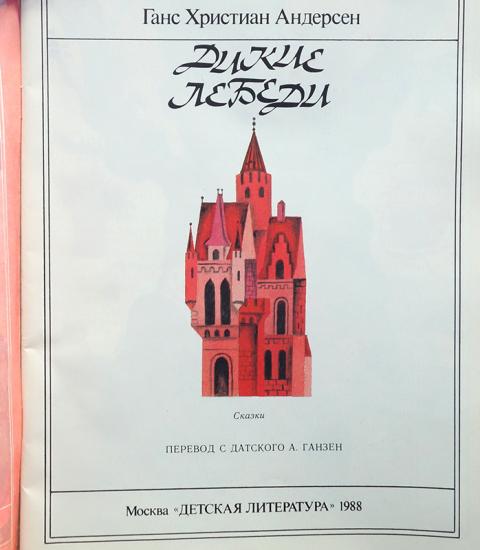 Ганс Христиан Андерсен
ДИКИЕ
ЛЕБЕДИ
Сказки
ПЕРЕВОД С ДАТСКОГО А. ГАНЗЕН
Москва «ДЕТСКАЯ ЛИТЕРАТУРА» 1988